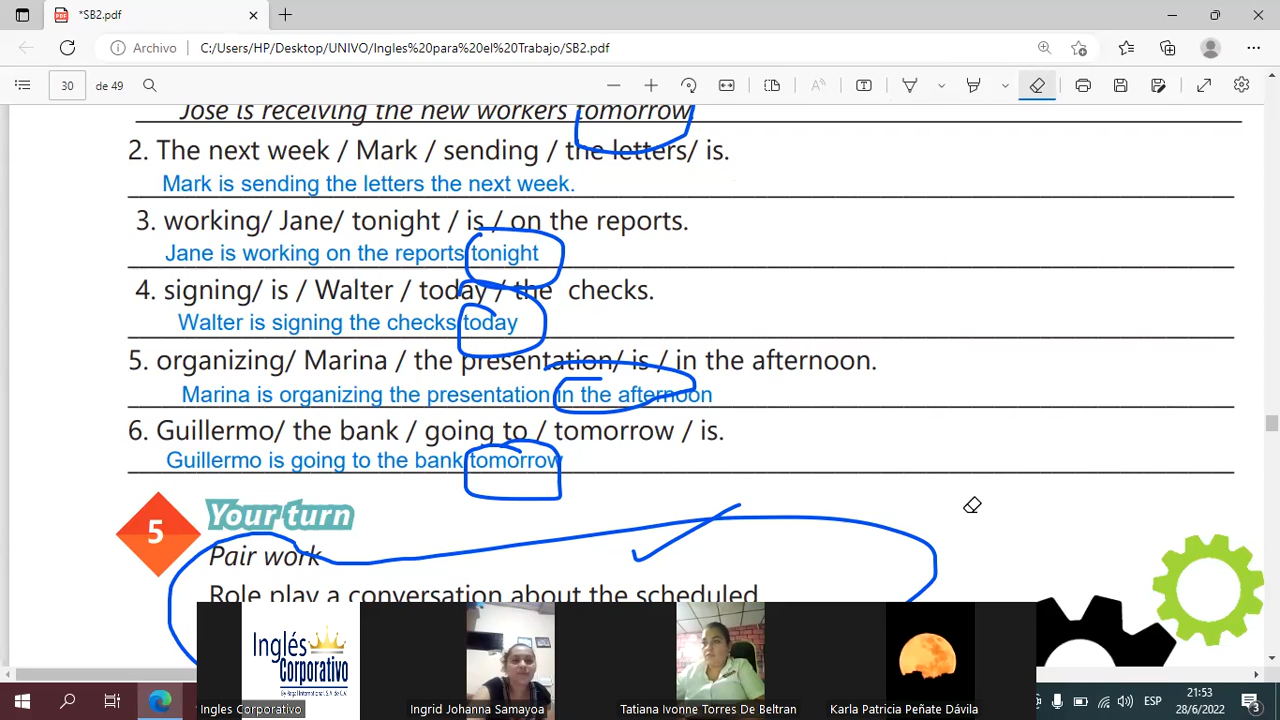 *SB2.pdf
Archivo
C:/Users/HP/Desktop/UNIVO/Ingles%20para%20el%20Trabajo/SB2.pdf
30 de 49
Jose is receiving the new workers tomorrow
2. The next week / Mark / sending / the letters/ is.
Mark is sending the letters the next week.
3. working/ Jane/ tonight / is / on the reports.
Jane is working on the reports tonight
4. signing/ is / Walter / today / the checks.
Walter is signing the checks today
5. organizing/ Marina / the presentation/ is / in the afternoon.
Marina is organizing the presentation in the afternoon
6. Guillermo/ the bank / going to / tomorrow / is.
Guillermo is going to the bank tomorrow
5 Your turn
Pair work
Role play a conversation about the scheduled
Inglés
Corporativo
Ingles Corporativo
Ingrid Johanna Samayoa
Tatiana Ivonne Torres De Beltran
Karla Patricia Peñate Dávila
ESP
21:53
28/6/2022
3